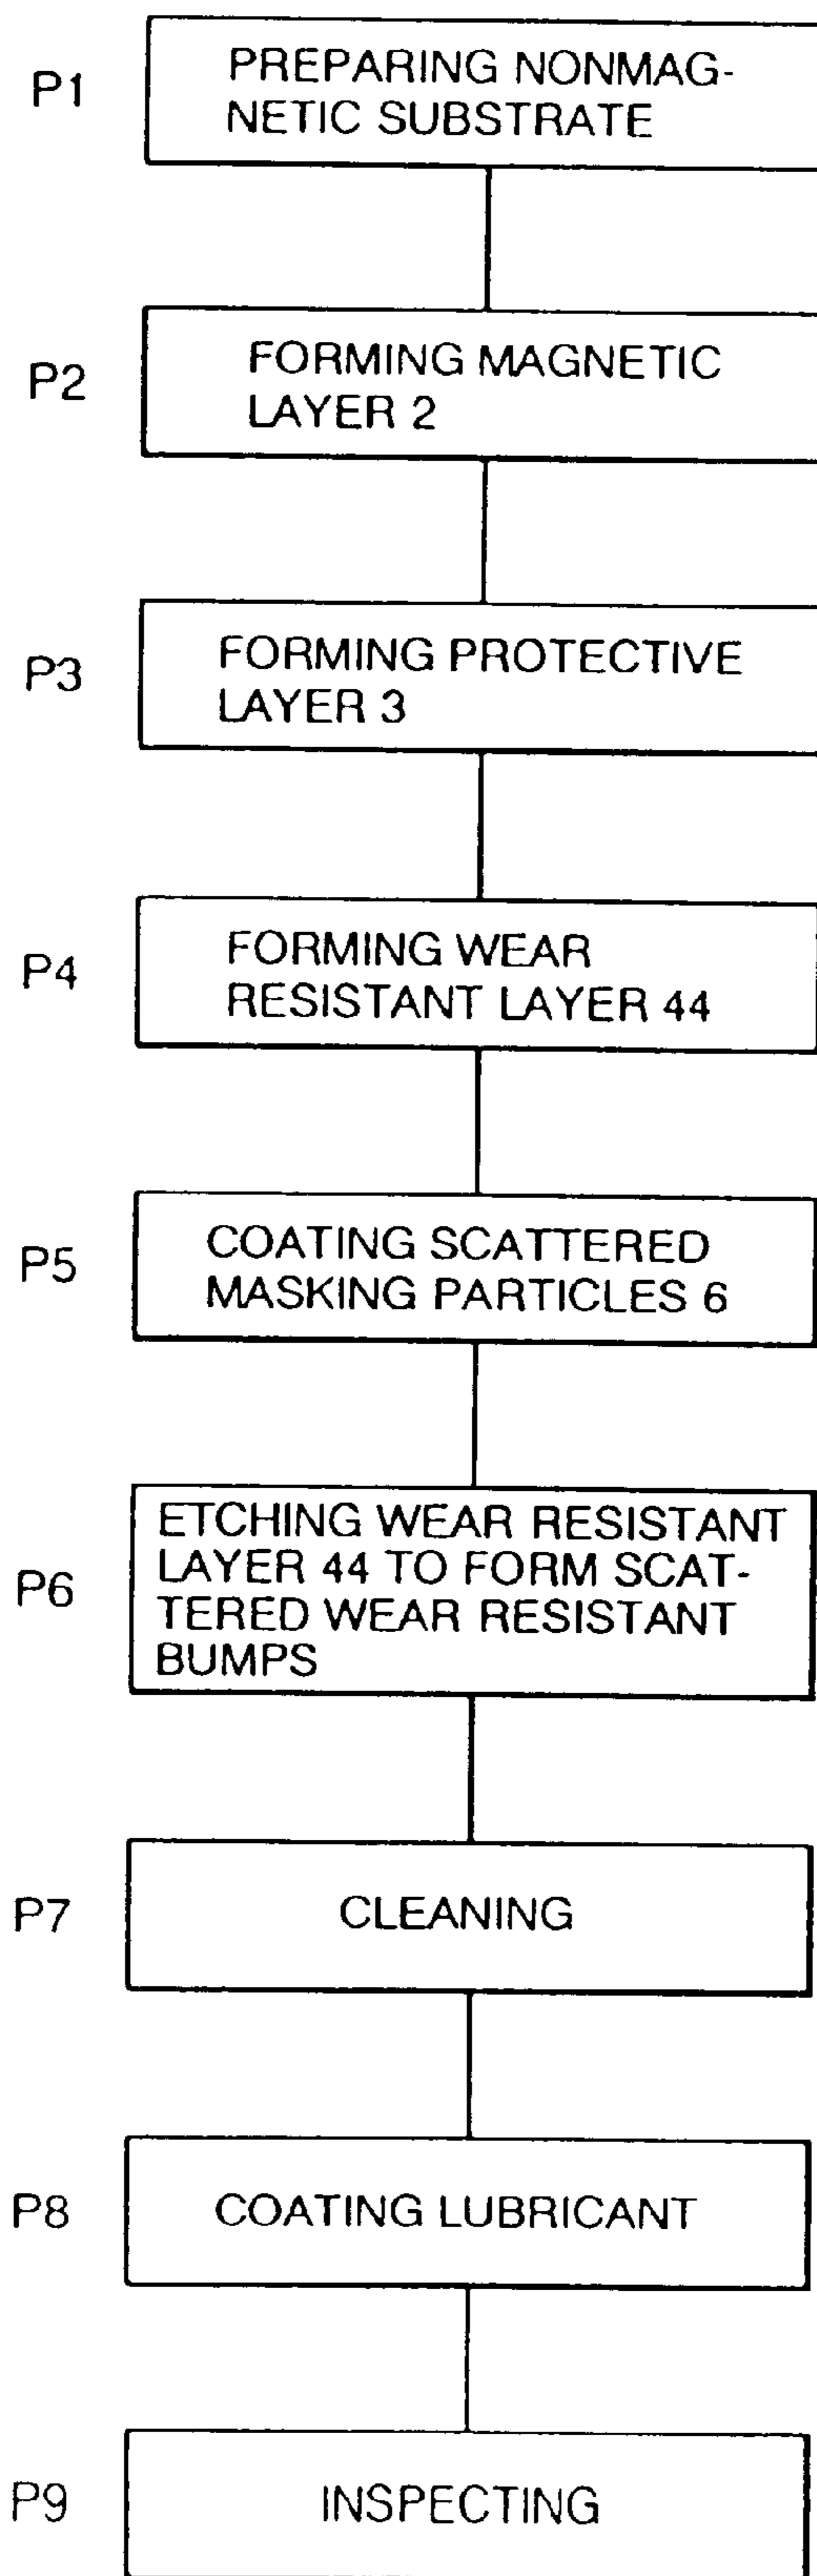 P1
PREPARING NONMAG-
NETIC SUBSTRATE
P2
FORMING MAGNETIC
LAYER 2
P3
FORMING PROTECTIVE
LAYER 3
P4
FORMING WEAR
RESISTANT LAYER 44
P5
COATING SCATTERED
MASKING PARTICLES 6
P6
ETCHING WEAR RESISTANT
LAYER 44 TO FORM SCAT-
TERED WEAR RESISTANT
BUMPS
P7
CLEANING
P8
COATING LUBRICANT
P9
INSPECTING